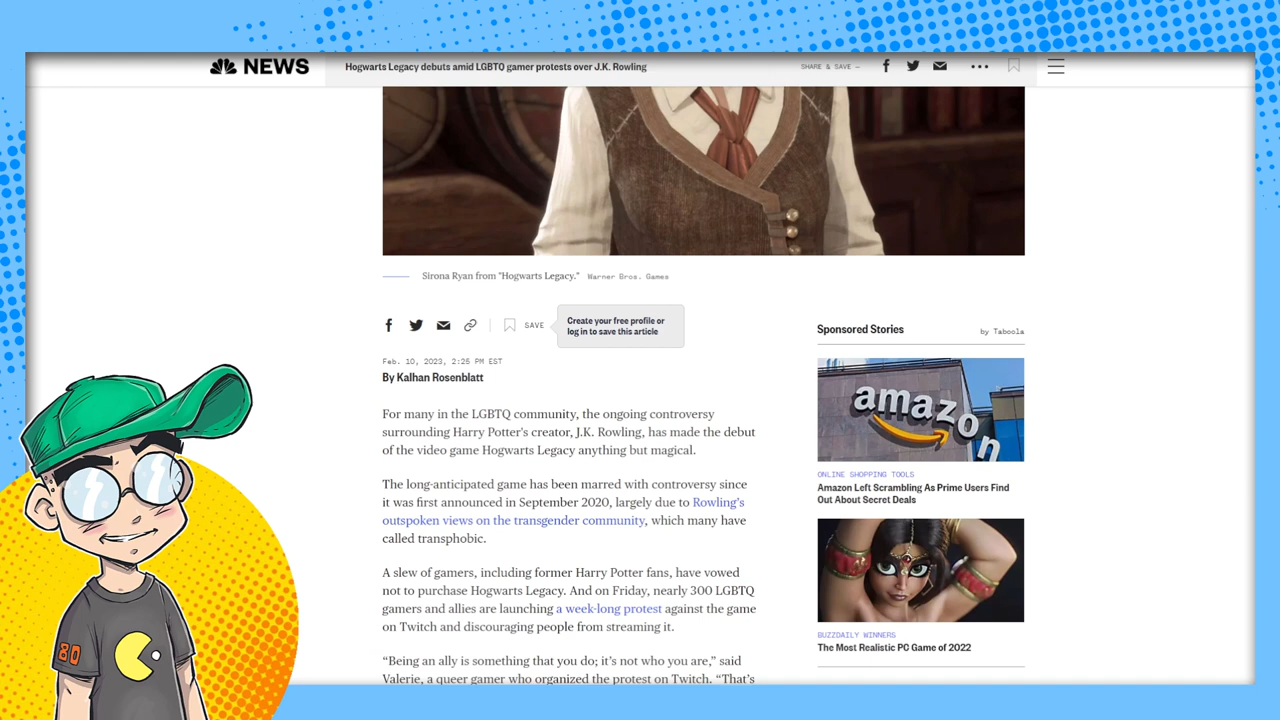 NEWS
Hogwarts Legacy debuts amid LGBTQ gamer protests over J.K. Rowling
SHARE & SAVE —
Sirona Ryan from "Hogwarts Legacy." Warner Bros. Games
SAVE
Create your free profile or
log in to save this article
Feb. 10, 2023, 2:25 PM EST
By Kalhan Rosenblatt
For many in the LGBTQ community, the ongoing controversy
surrounding Harry Potter's creator, J.K. Rowling, has made the debut
of the video game Hogwarts Legacy anything but magical.
The long-anticipated game has been marred with controversy since
it was first announced in September 2020, largely due to Rowling's
outspoken views on the transgender community, which many have
called transphobic.
A slew of gamers, including former Harry Potter fans, have vowed
not to purchase Hogwarts Legacy. And on Friday, nearly 300 LGBTQ
gamers and allies are launching a week-long protest against the game
on Twitch and discouraging people from streaming it.
“Being an ally is something that you do; it's not who you are,” said
Valerie, a queer gamer who organized the protest on Twitch. “That's
Sponsored Stories
by Taboola
amazon
ONLINE SHOPPING TOOLS
Amazon Left Scrambling As Prime Users Find
Out About Secret Deals
BUZZDAILY WINNERS
The Most Realistic PC Game of 2022
80